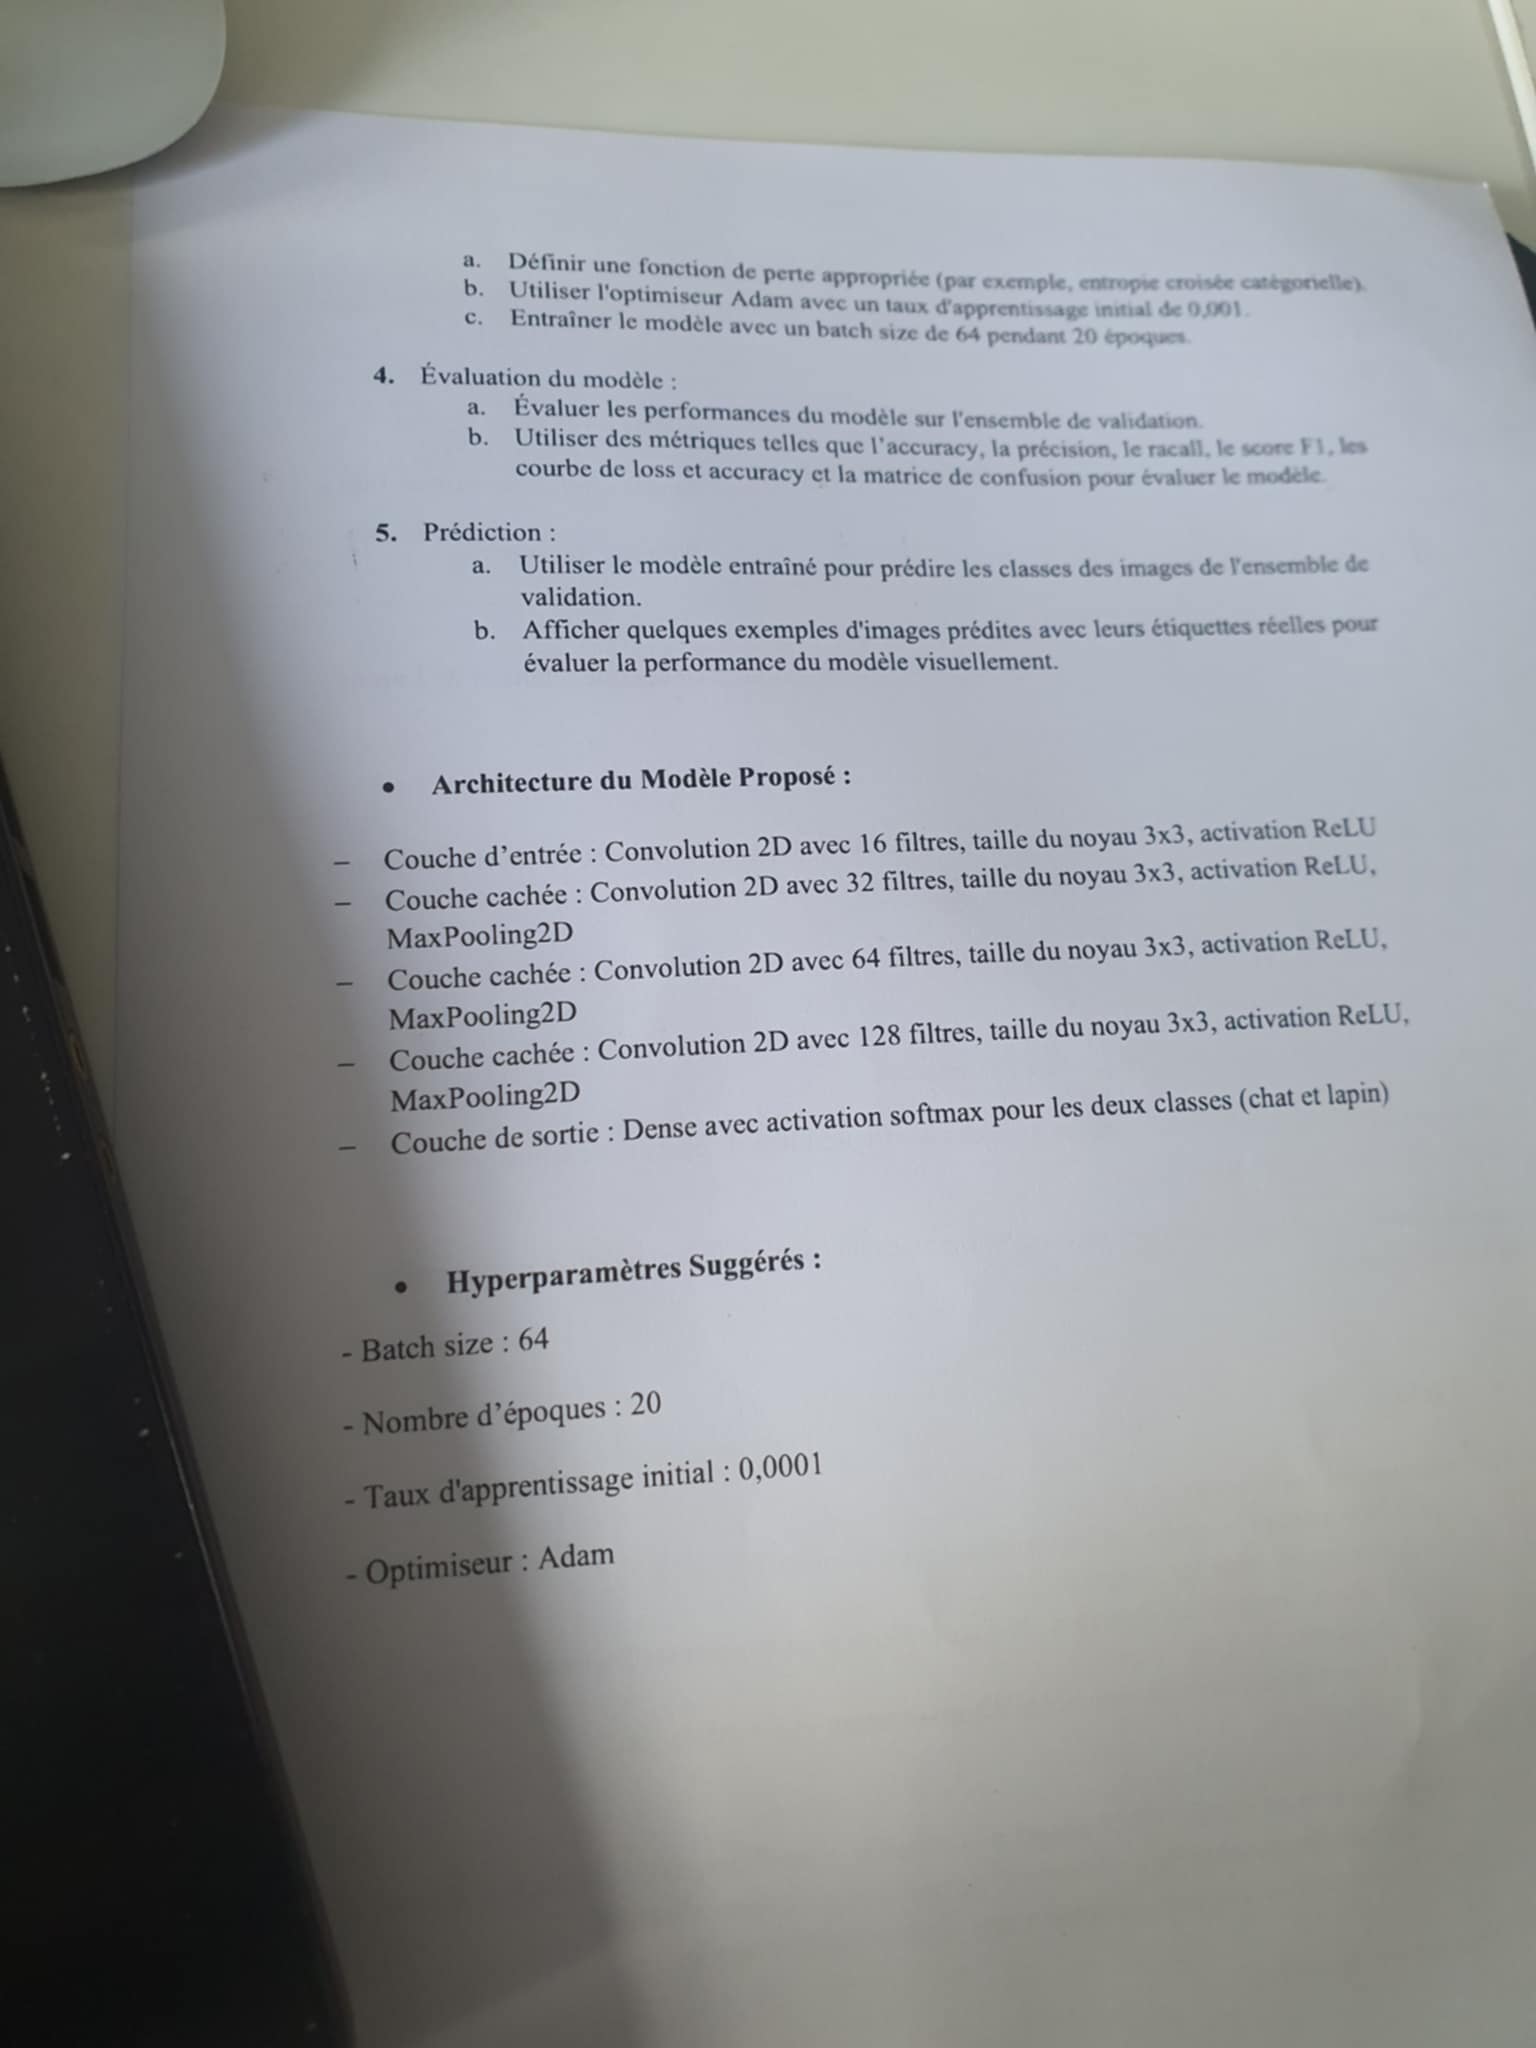 a. Définir une fonction de perte appropriée (par exemple, entropie croisée catégorielle).
b. Utiliser l'optimiseur Adam avec un taux d'apprentissage initial de 0,001.
c. Entraîner le modèle avec un batch size de 64 pendant 20 époques.
4. Évaluation du modèle :
a. Évaluer les performances du modèle sur l'ensemble de validation.
b. Utiliser des métriques telles que l’accuracy, la précision, le racall, le score F1, les
courbe de loss et accuracy et la matrice de confusion pour évaluer le modèle.
5. Prédiction :
a. Utiliser le modèle entraîné pour prédire les classes des images de l'ensemble de
validation.
b. Afficher quelques exemples d'images prédites avec leurs étiquettes réelles pour
évaluer la performance du modèle visuellement.
• Architecture du Modèle Proposé :
– Couche d’entrée : Convolution 2D avec 16 filtres, taille du noyau 3x3, activation ReLU
– Couche cachée : Convolution 2D avec 32 filtres, taille du noyau 3x3, activation ReLU,
MaxPooling2D
– Couche cachée : Convolution 2D avec 64 filtres, taille du noyau 3x3, activation ReLU,
MaxPooling2D
– Couche cachée : Convolution 2D avec 128 filtres, taille du noyau 3x3, activation ReLU,
MaxPooling2D
– Couche de sortie : Dense avec activation softmax pour les deux classes (chat et lapin)
• Hyperparamètres Suggérés :
- Batch size : 64
- Nombre d’époques : 20
- Taux d'apprentissage initial : 0,0001
- Optimiseur : Adam